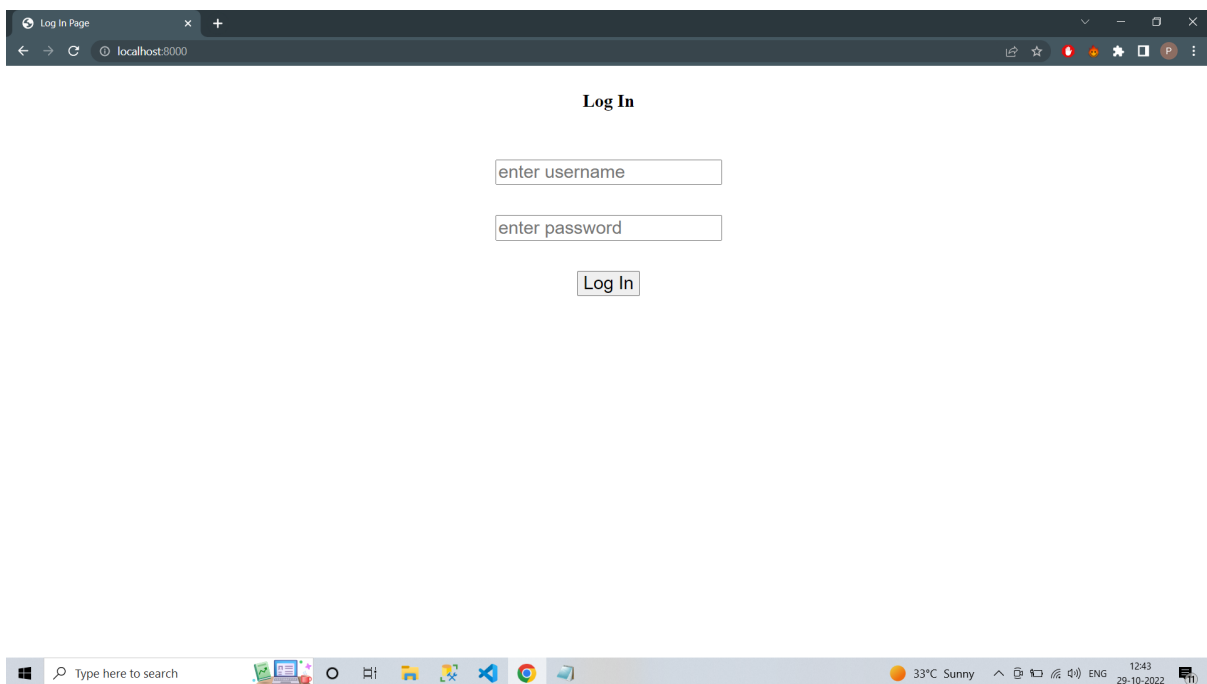 Log In Page
localhost:8000
P
Log In
enter username
enter password
Log In
Type here to search
33°C Sunny
ENG
12:43
29-10-2022
11